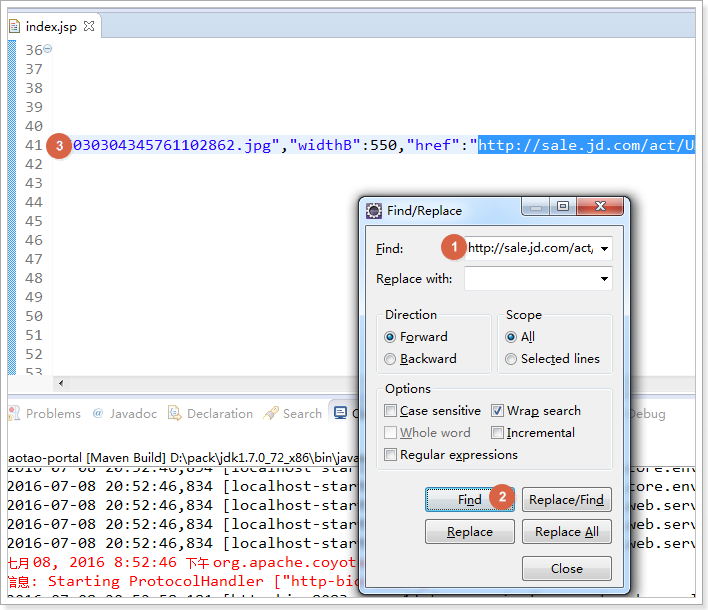 index.jsp
36
37
38
39
40
41 3 030304345761102862.jpg","widthB":550,"href":"http://sale.jd.com/act/U
42
43
44
45
46
47
48
49
50
51
52
53
Find/Replace
Find: 1 http://sale.jd.com/act,
Replace with:
Direction Scope
Forward All
Backward Selected lines
Options
Case sensitive Wrap search
Whole word Incremental
Regular expressions
Find 2 Replace/Find
Replace Replace All
Close
Problems @ Javadoc Declaration Search C Debug
aotao-portal [Maven Build] D:\pack\jdk1.7.0_72_x86\bin\java
2016-07-08 20:52:46,834 [localhost-star core.env
2016-07-08 20:52:46,834 [localhost-star core.env
2016-07-08 20:52:46,834 [localhost-star web.serv
2016-07-08 20:52:46,834 [localhost-star web.serv
2016-07-08 20:52:46,834 [localhost-star web.serv
七月 08, 2016 8:52:46 下午 org.apache.coyot
信息: Starting ProtocolHandler ["http-bio